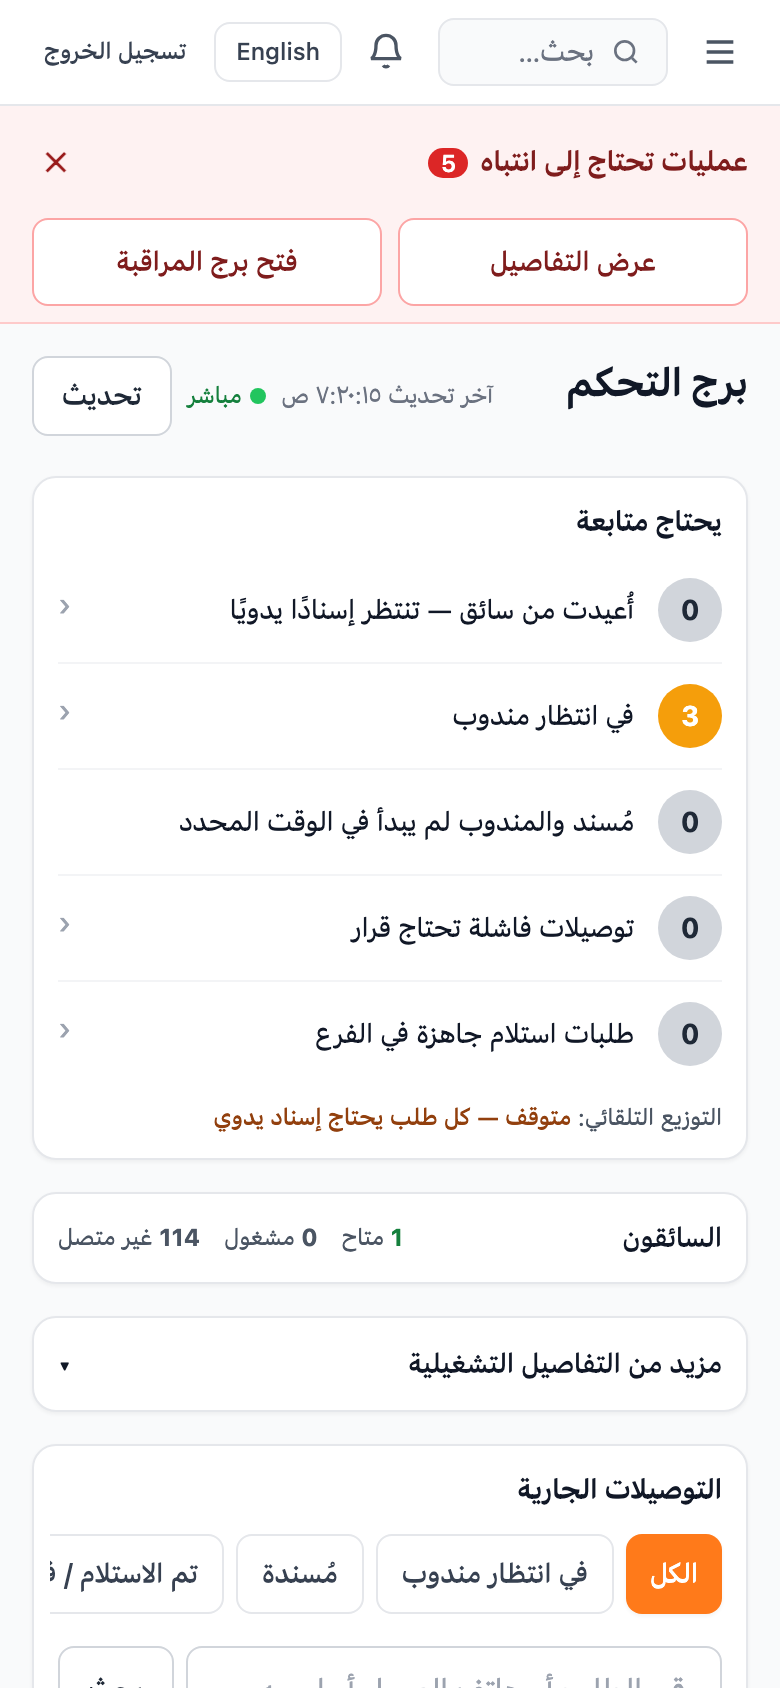 بحث...
English
تسجيل الخروج
عمليات تحتاج إلى انتباه 5
عرض التفاصيل
فتح برج المراقبة
برج التحكم
آخر تحديث ٧:٢٠:١٥ ص
مباشر
تحديث
يحتاج متابعة
0 أُعيدت من سائق — تنتظر إسنادًا يدويًا
3 في انتظار مندوب
0 مُسند والمندوب لم يبدأ في الوقت المحدد
0 توصيلات فاشلة تحتاج قرار
0 طلبات استلام جاهزة في الفرع
التوزيع التلقائي: متوقف — كل طلب يحتاج إسناد يدوي
السائقون
1 متاح 0 مشغول 114 غير متصل
مزيد من التفاصيل التشغيلية
التوصيلات الجارية
الكل
في انتظار مندوب
مُسندة
تم الاستلام /